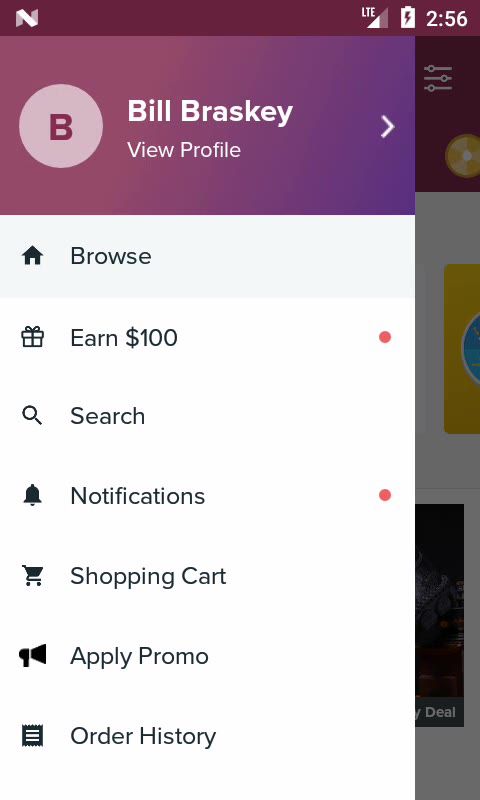 LTE
2:56
B
Bill Braskey
View Profile
Browse
Earn $100
Search
Notifications
Shopping Cart
Apply Promo
y Deal
Order History